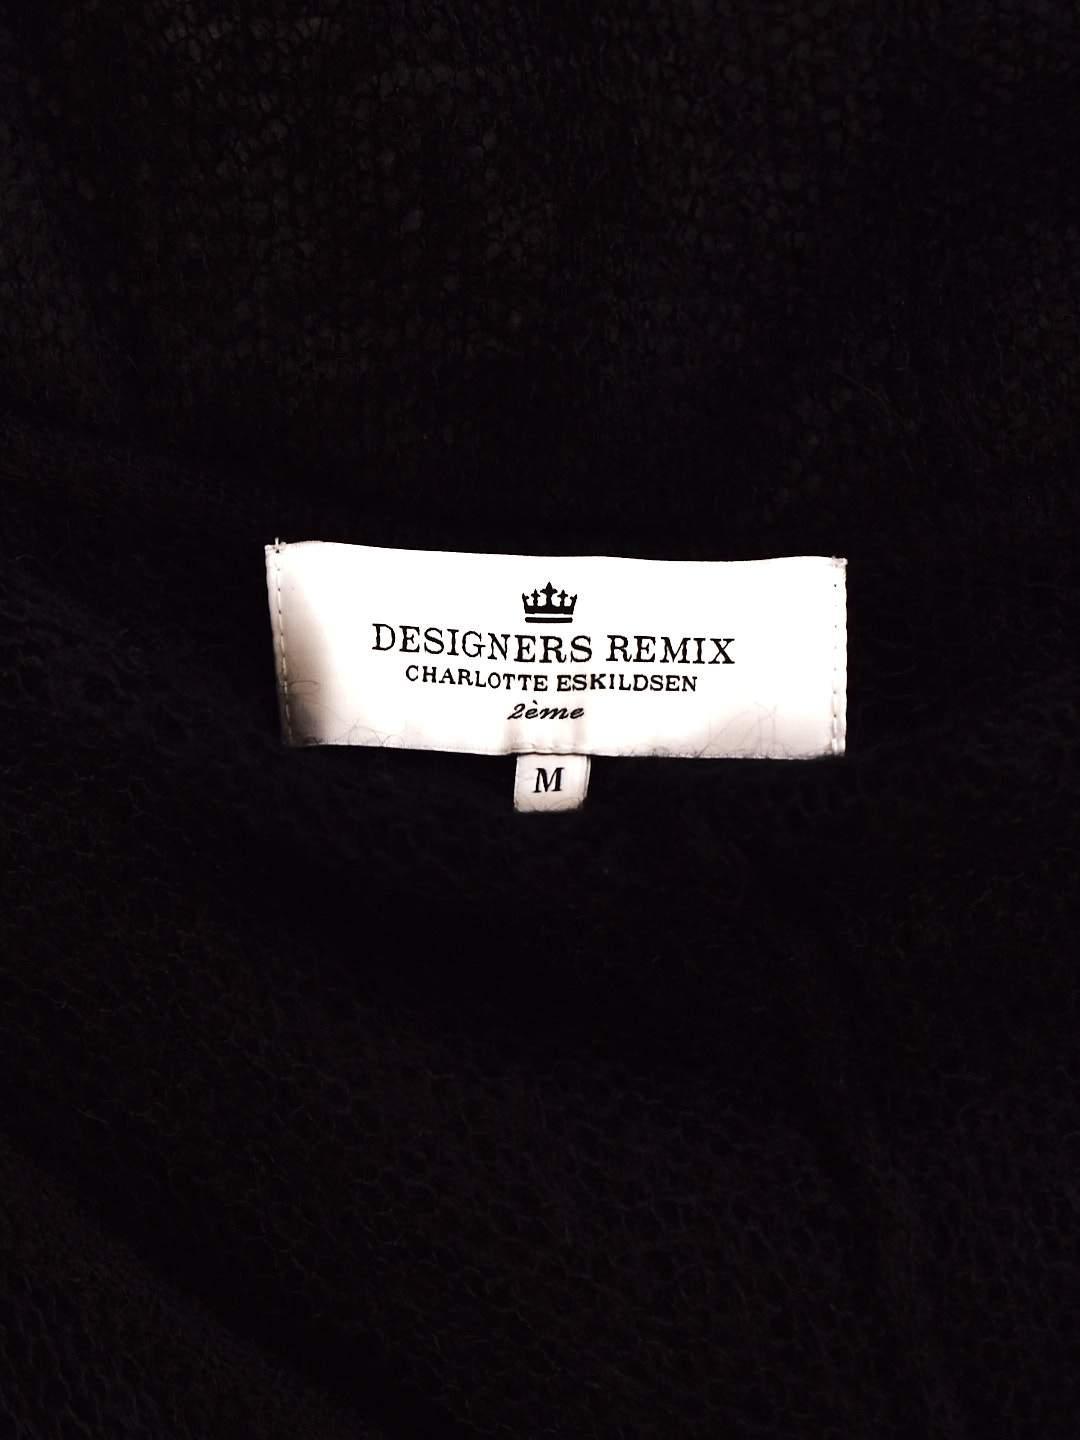 DESIGNERS REMIX
CHARLOTTE ESKILDSEN
2ème
M